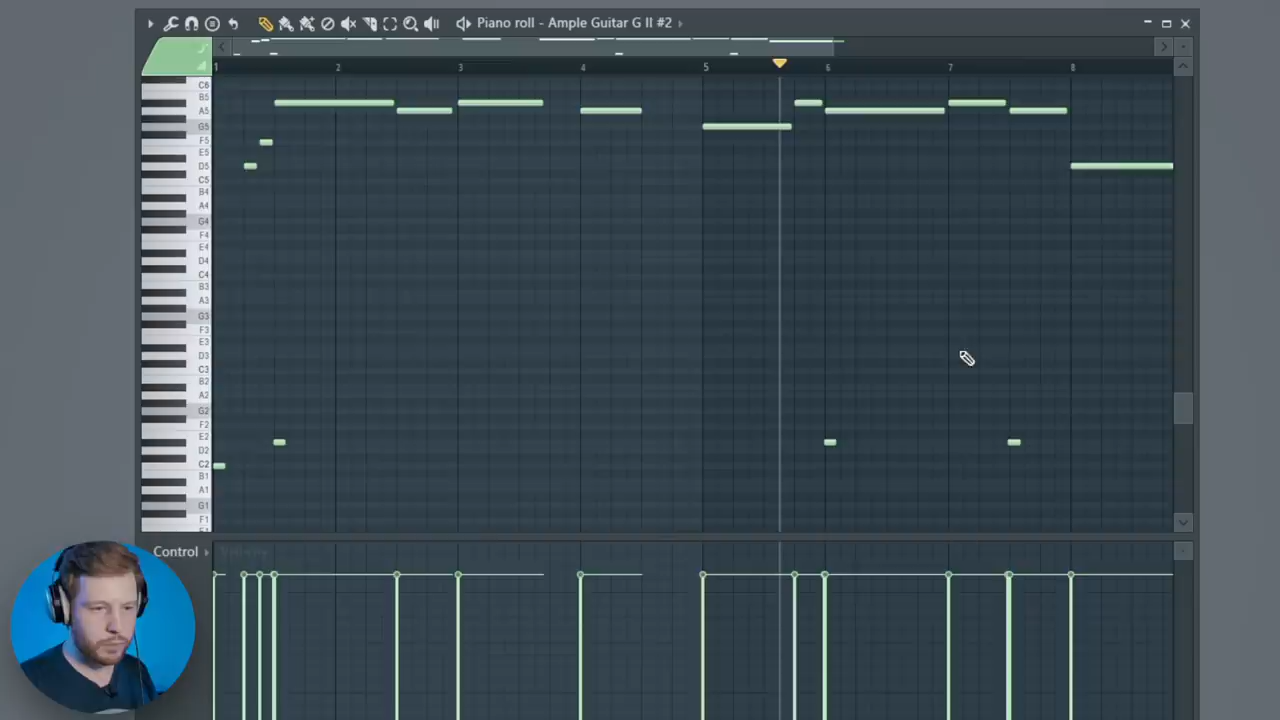 Piano roll - Ample Guitar G II #2
1 2 3 4 5 6 7 8
C6
B5
A5
G5
F5
E5
D5
C5
B4
A4
G4
F4
E4
D4
C4
B3
A3
G3
F3
E3
D3
C3
B2
A2
G2
F2
E2
D2
C2
B1
A1
G1
F1
Control